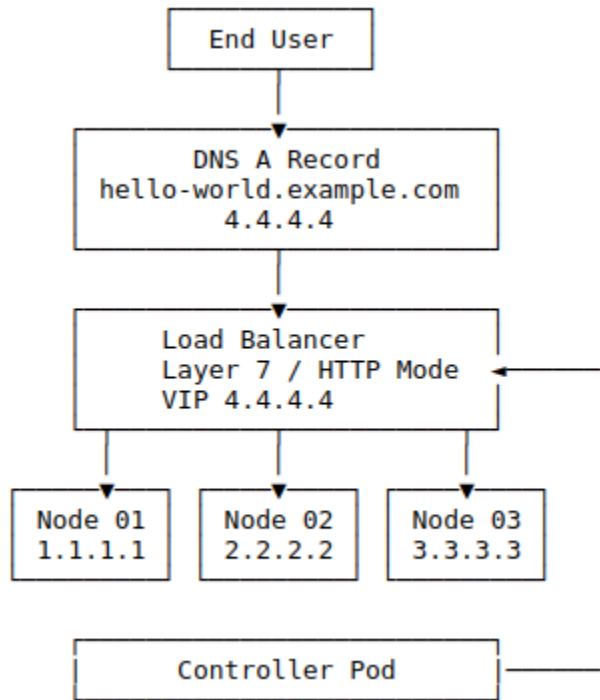 End User
DNS A Record
hello-world.example.com
4.4.4.4
Load Balancer
Layer 7 / HTTP Mode
VIP 4.4.4.4
Node 01
1.1.1.1
Node 02
2.2.2.2
Node 03
3.3.3.3
Controller Pod